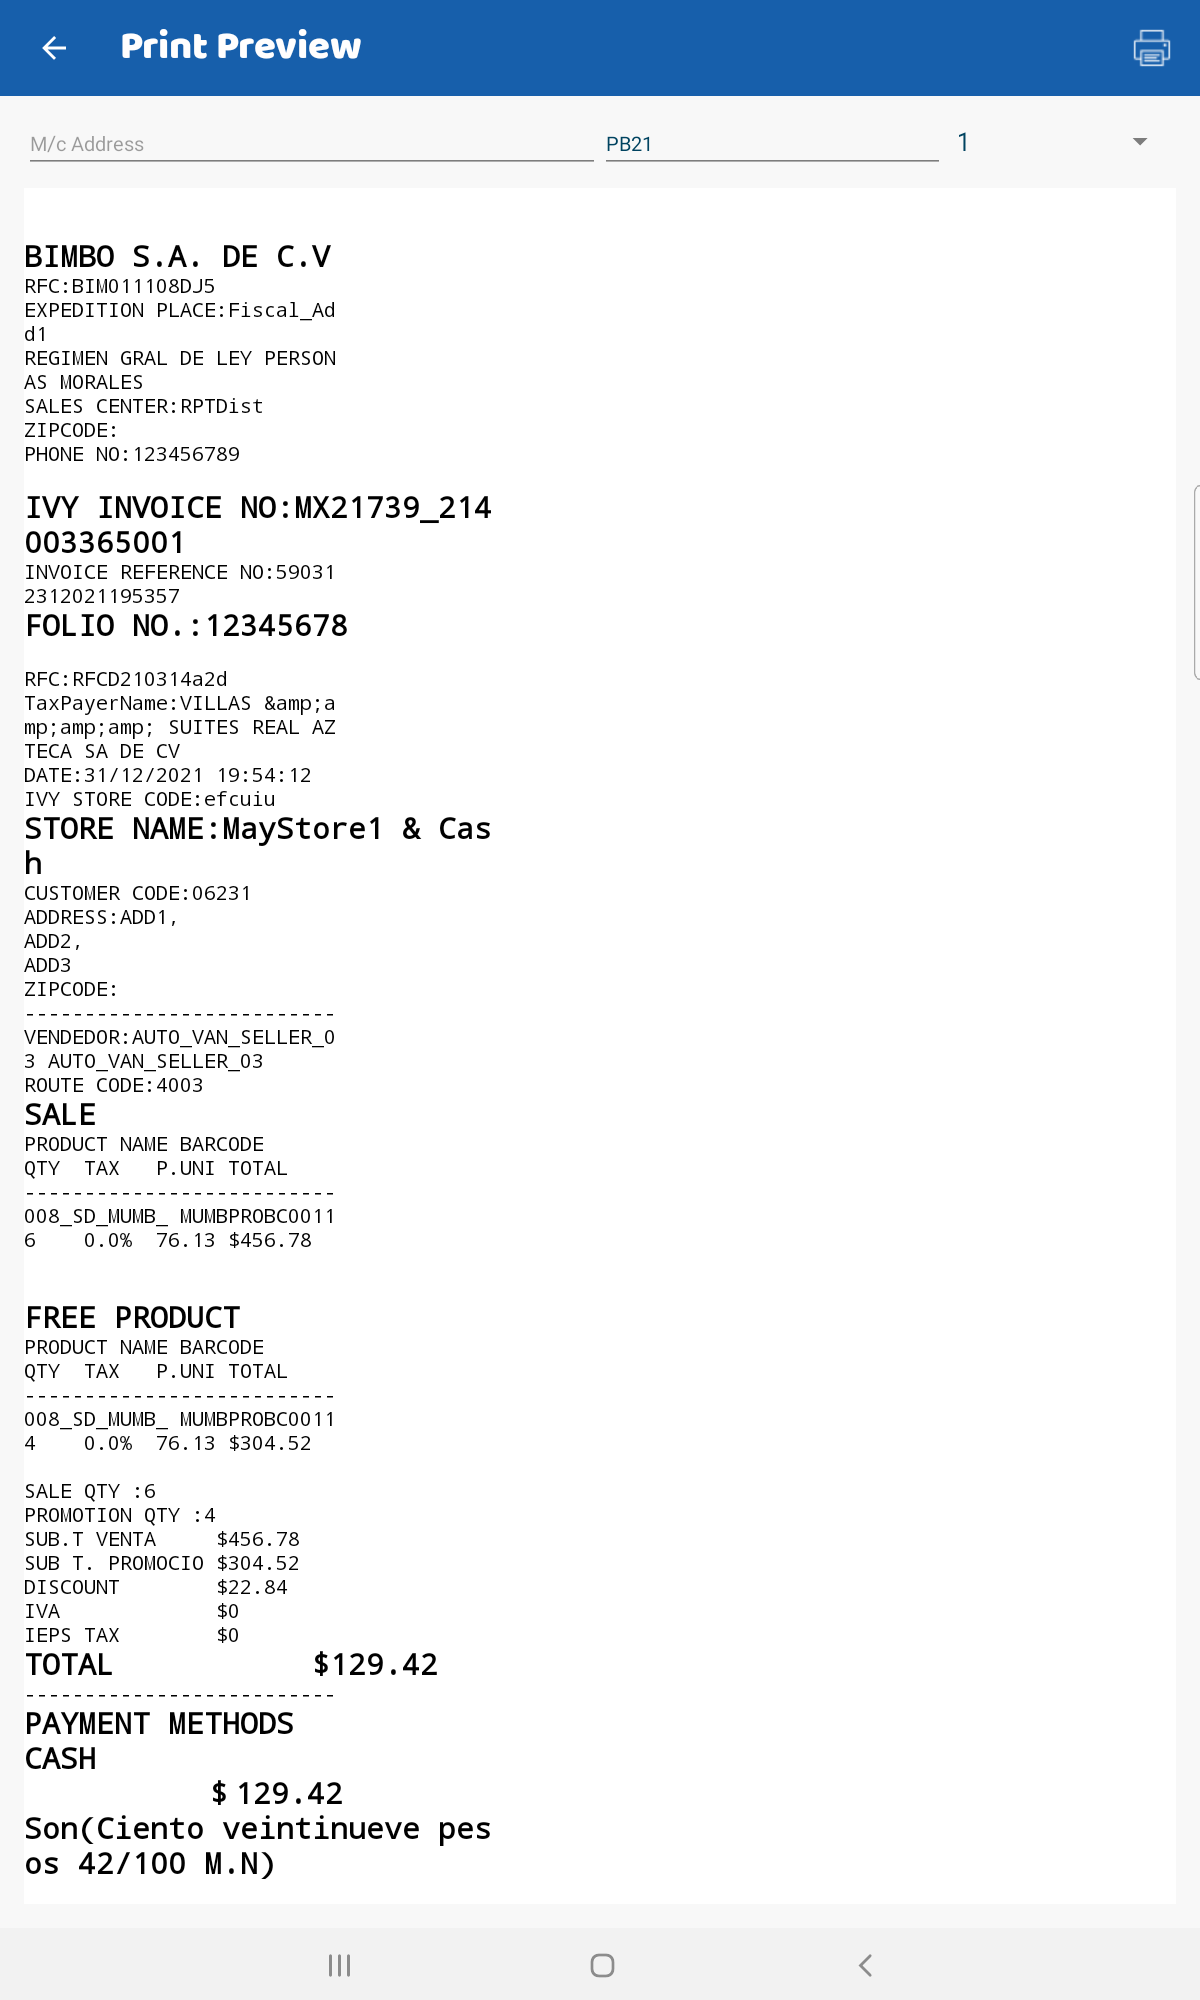 Print Preview
M/c Address
PB21
1
BIMBO S.A. DE C.V
RFC:BIM011108DJ5
EXPEDITION PLACE:Fiscal_Ad
d1
REGIMEN GRAL DE LEY PERSON
AS MORALES
SALES CENTER:RPTDist
ZIPCODE:
PHONE NO:123456789
IVY INVOICE NO:MX21739_214
003365001
INVOICE REFERENCE NO:59031
2312021195357
FOLIO NO.:12345678
RFC:RFCD210314a2d
TaxPayerName:VILLAS &amp;a
mp;amp;amp; SUITES REAL AZ
TECA SA DE CV
DATE:31/12/2021 19:54:12
IVY STORE CODE:efcuiu
STORE NAME:MayStore1 & Cas
h
CUSTOMER CODE:06231
ADDRESS:ADD1,
ADD2,
ADD3
ZIPCODE:
--------------------------
VENDEDOR:AUTO_VAN_SELLER_0
3 AUTO_VAN_SELLER_03
ROUTE CODE:4003
SALE
PRODUCT NAME BARCODE
QTY  TAX   P.UNI TOTAL
--------------------------
008_SD_MUMB_ MUMBPROBC0011
6    0.0%  76.13 $456.78
FREE PRODUCT
PRODUCT NAME BARCODE
QTY  TAX   P.UNI TOTAL
--------------------------
008_SD_MUMB_ MUMBPROBC0011
4    0.0%  76.13 $304.52
SALE QTY :6
PROMOTION QTY :4
SUB.T VENTA     $456.78
SUB T. PROMOCIO $304.52
DISCOUNT        $22.84
IVA             $0
IEPS TAX        $0
TOTAL           $129.42
--------------------------
PAYMENT METHODS
CASH
$ 129.42
Son(Ciento veintinueve pes
os 42/100 M.N)